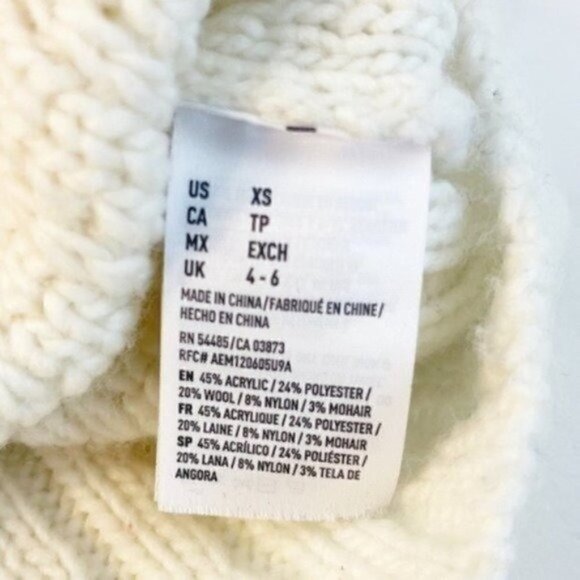 US XS
CA TP
MX EXCH
UK 4 - 6
MADE IN CHINA/FABRIQUÉ EN CHINE/
HECHO EN CHINA
RN 54485/CA 03873
RFC# AEM120605U9A
EN 45% ACRYLIC / 24% POLYESTER /
20% WOOL / 8% NYLON / 3% MOHAIR
FR 45% ACRYLIQUE / 24% POLYESTER /
20% LAINE / 8% NYLON / 3% MOHAIR
SP 45% ACRÍLICO / 24% POLIÉSTER /
20% LANA / 8% NYLON / 3% TELA DE
ANGORA